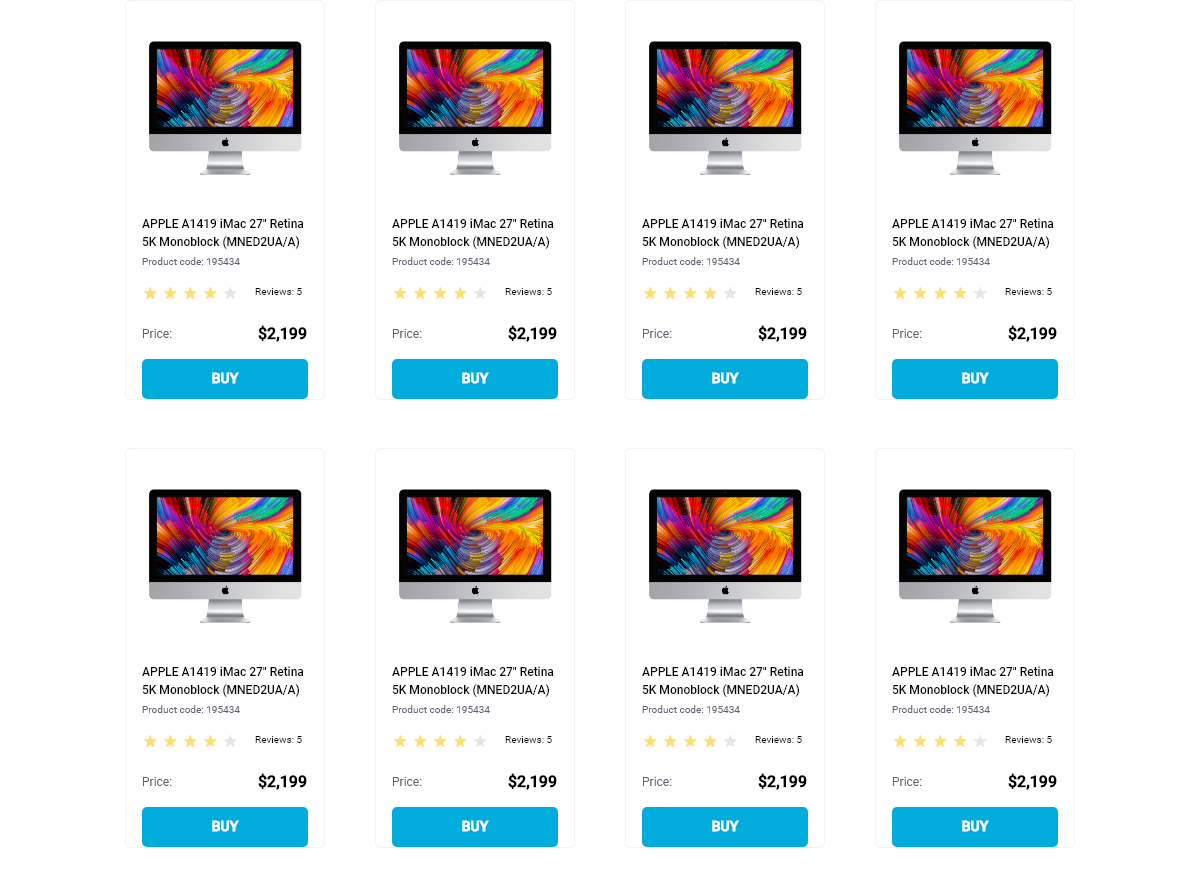 APPLE A1419 iMac 27" Retina
5K Monoblock (MNED2UA/A)
Product code: 195434
Reviews: 5
Price: $2,199
BUY
APPLE A1419 iMac 27" Retina
5K Monoblock (MNED2UA/A)
Product code: 195434
Reviews: 5
Price: $2,199
BUY
APPLE A1419 iMac 27" Retina
5K Monoblock (MNED2UA/A)
Product code: 195434
Reviews: 5
Price: $2,199
BUY
APPLE A1419 iMac 27" Retina
5K Monoblock (MNED2UA/A)
Product code: 195434
Reviews: 5
Price: $2,199
BUY
APPLE A1419 iMac 27" Retina
5K Monoblock (MNED2UA/A)
Product code: 195434
Reviews: 5
Price: $2,199
BUY
APPLE A1419 iMac 27" Retina
5K Monoblock (MNED2UA/A)
Product code: 195434
Reviews: 5
Price: $2,199
BUY
APPLE A1419 iMac 27" Retina
5K Monoblock (MNED2UA/A)
Product code: 195434
Reviews: 5
Price: $2,199
BUY
APPLE A1419 iMac 27" Retina
5K Monoblock (MNED2UA/A)
Product code: 195434
Reviews: 5
Price: $2,199
BUY